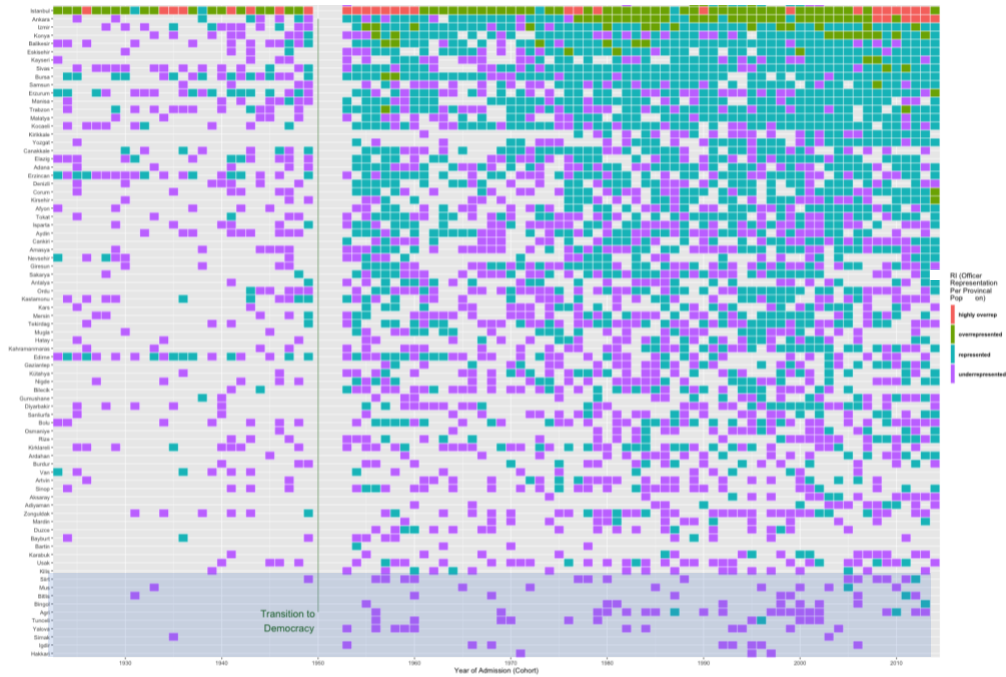 Istanbul
Ankara
Izmir
Konya
Balikesir
Eskisehir
Kayseri
Sivas
Bursa
Samsun
Erzurum
Manisa
Trabzon
Malatya
Kocaeli
Kirikkale
Yozgat
Canakkale
Elazig
Adana
Erzincan
Denizli
Corum
Kirsehir
Afyon
Tokat
Isparta
Aydin
Cankiri
Amasya
Nevsehir
Giresun
Sakarya
Antalya
Ordu
Kastamonu
Kars
Mersin
Tekirdag
Mugla
Hatay
Kahramanmaras
Edirne
Gaziantep
Kütahya
Nigde
Bilecik
Gumushane
Diyarbakir
Sanliurfa
Bolu
Osmaniye
Rize
Kirklareli
Ardahan
Burdur
Van
Artvin
Sinop
Aksaray
Adiyaman
Zonguldak
Mardin
Duzce
Bayburt
Bartin
Karabuk
Usak
Kilis
Siirt
Mus
Bitlis
Bingol
Agri
Tunceli
Yalova
Sirnak
Igdir
Hakkari
Transition to
Democracy
1930
1940
1950
1960
1970
1980
1990
2000
2010
Year of Admission (Cohort)
RI (Officer
Representation
Per Provincal
Pop on)
highly overrep
overrepresented
represented
underrepresented